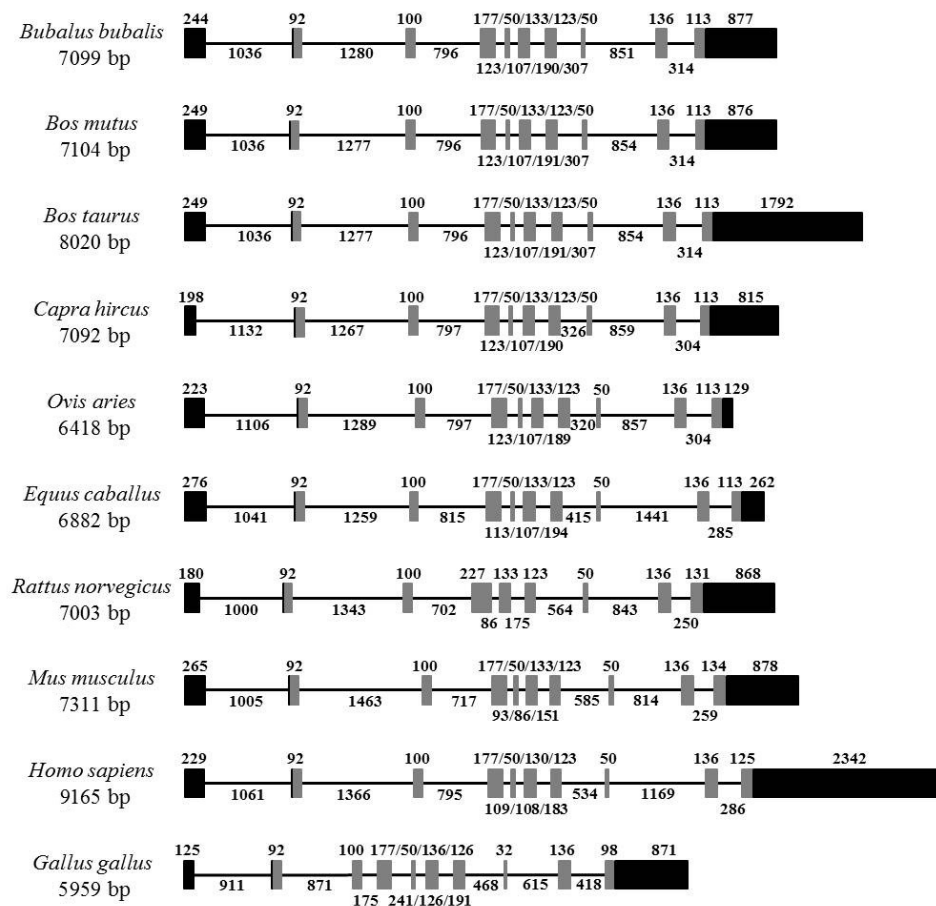 244 92 100 177/50/133/123/50 136 113 877
Bubalus bubalis
7099 bp
1036 1280 796 123/107/190/307 851 314
249 92 100 177/50/133/123/50 136 113 876
Bos mutus
7104 bp
1036 1277 796 123/107/191/307 854 314
249 92 100 177/50/133/123/50 136 113 1792
Bos taurus
8020 bp
1036 1277 796 123/107/191/307 854 314
198 92 100 177/50/133/123/50 136 113 815
Capra hircus
7092 bp
1132 1267 797 123/107/190 326 859 304
223 92 100 177/50/133/123 50 136 113 129
Ovis aries
6418 bp
1106 1289 797 123/107/189 320 857 304
276 92 100 177/50/133/123 50 136 113 262
Equus caballus
6882 bp
1041 1259 815 113/107/194 415 1441 285
180 92 100 227 133 123 50 136 131 868
Rattus norvegicus
7003 bp
1000 1343 702 86 175 564 843 250
265 92 100 177/50/133/123 50 136 134 878
Mus musculus
7311 bp
1005 1463 717 93/86/151 585 814 259
229 92 100 177/50/130/123 50 136 125 2342
Homo sapiens
9165 bp
1061 1366 795 109/108/183 534 1169 286
125 92 100 177/50/136/126 32 136 98 871
Gallus gallus
5959 bp
911 871 175 241/126/191 468 615 418